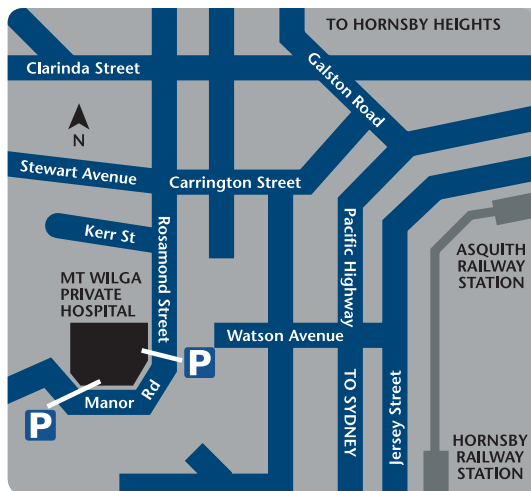 TO HORNSBY HEIGHTS
Clarinda Street
Galston Road
N
Stewart Avenue
Carrington Street
Kerr St
Rosamond Street
Pacific Highway
ASQUITH
RAILWAY
STATION
MT WILGA
PRIVATE
HOSPITAL
Watson Avenue
P
Manor Rd
P
TO SYDNEY
Jersey Street
HORNSBY
RAILWAY
STATION